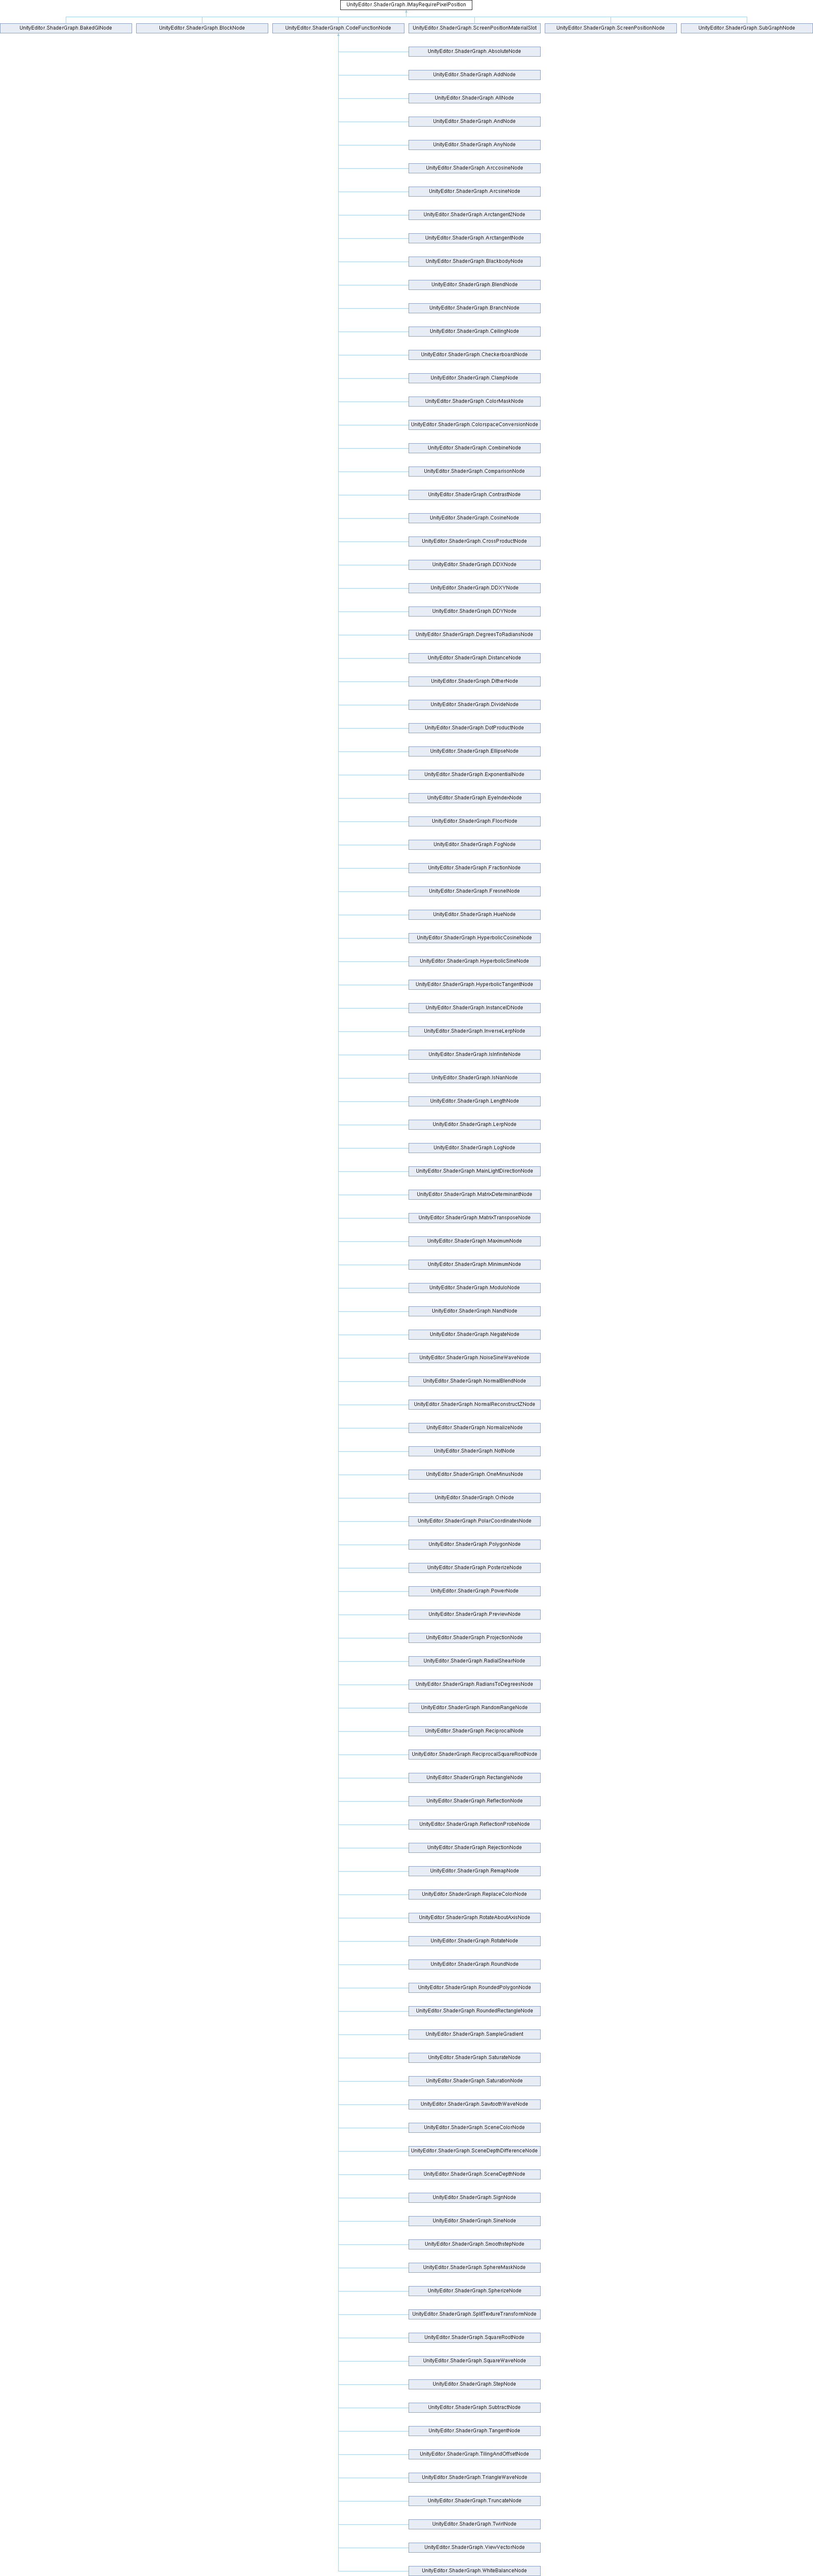 UnityEditor.ShaderGraph.IMayRequirePixelPosition
UnityEditor.ShaderGraph.BakedGINode
UnityEditor.ShaderGraph.BlockNode
UnityEditor.ShaderGraph.CodeFunctionNode
UnityEditor.ShaderGraph.ScreenPositionMaterialSlot
UnityEditor.ShaderGraph.ScreenPositionNode
UnityEditor.ShaderGraph.SubGraphNode
UnityEditor.ShaderGraph.AbsoluteNode
UnityEditor.ShaderGraph.AddNode
UnityEditor.ShaderGraph.AllNode
UnityEditor.ShaderGraph.AndNode
UnityEditor.ShaderGraph.AnyNode
UnityEditor.ShaderGraph.ArccosineNode
UnityEditor.ShaderGraph.ArcsineNode
UnityEditor.ShaderGraph.Arctangent2Node
UnityEditor.ShaderGraph.ArctangentNode
UnityEditor.ShaderGraph.BlackbodyNode
UnityEditor.ShaderGraph.BlendNode
UnityEditor.ShaderGraph.BranchNode
UnityEditor.ShaderGraph.CeilingNode
UnityEditor.ShaderGraph.CheckerboardNode
UnityEditor.ShaderGraph.ClampNode
UnityEditor.ShaderGraph.ColorMaskNode
UnityEditor.ShaderGraph.ColorspaceConversionNode
UnityEditor.ShaderGraph.CombineNode
UnityEditor.ShaderGraph.ComparisonNode
UnityEditor.ShaderGraph.ContrastNode
UnityEditor.ShaderGraph.CosineNode
UnityEditor.ShaderGraph.CrossProductNode
UnityEditor.ShaderGraph.DDXNode
UnityEditor.ShaderGraph.DDXYNode
UnityEditor.ShaderGraph.DDYNode
UnityEditor.ShaderGraph.DegreesToRadiansNode
UnityEditor.ShaderGraph.DistanceNode
UnityEditor.ShaderGraph.DitherNode
UnityEditor.ShaderGraph.DivideNode
UnityEditor.ShaderGraph.DotProductNode
UnityEditor.ShaderGraph.EllipseNode
UnityEditor.ShaderGraph.ExponentialNode
UnityEditor.ShaderGraph.EyeIndexNode
UnityEditor.ShaderGraph.FloorNode
UnityEditor.ShaderGraph.FogNode
UnityEditor.ShaderGraph.FractionNode
UnityEditor.ShaderGraph.FresnelNode
UnityEditor.ShaderGraph.HueNode
UnityEditor.ShaderGraph.HyperbolicCosineNode
UnityEditor.ShaderGraph.HyperbolicSineNode
UnityEditor.ShaderGraph.HyperbolicTangentNode
UnityEditor.ShaderGraph.InstanceIDNode
UnityEditor.ShaderGraph.InverseLerpNode
UnityEditor.ShaderGraph.IsInfiniteNode
UnityEditor.ShaderGraph.IsNanNode
UnityEditor.ShaderGraph.LengthNode
UnityEditor.ShaderGraph.LerpNode
UnityEditor.ShaderGraph.LogNode
UnityEditor.ShaderGraph.MainLightDirectionNode
UnityEditor.ShaderGraph.MatrixDeterminantNode
UnityEditor.ShaderGraph.MatrixTransposeNode
UnityEditor.ShaderGraph.MaximumNode
UnityEditor.ShaderGraph.MinimumNode
UnityEditor.ShaderGraph.ModuloNode
UnityEditor.ShaderGraph.NandNode
UnityEditor.ShaderGraph.NegateNode
UnityEditor.ShaderGraph.NoiseSineWaveNode
UnityEditor.ShaderGraph.NormalBlendNode
UnityEditor.ShaderGraph.NormalReconstructZNode
UnityEditor.ShaderGraph.NormalizeNode
UnityEditor.ShaderGraph.NotNode
UnityEditor.ShaderGraph.OneMinusNode
UnityEditor.ShaderGraph.OrNode
UnityEditor.ShaderGraph.PolarCoordinatesNode
UnityEditor.ShaderGraph.PolygonNode
UnityEditor.ShaderGraph.PosterizeNode
UnityEditor.ShaderGraph.PowerNode
UnityEditor.ShaderGraph.PreviewNode
UnityEditor.ShaderGraph.ProjectionNode
UnityEditor.ShaderGraph.RadialShearNode
UnityEditor.ShaderGraph.RadiansToDegreesNode
UnityEditor.ShaderGraph.RandomRangeNode
UnityEditor.ShaderGraph.ReciprocalNode
UnityEditor.ShaderGraph.ReciprocalSquareRootNode
UnityEditor.ShaderGraph.RectangleNode
UnityEditor.ShaderGraph.ReflectionNode
UnityEditor.ShaderGraph.ReflectionProbeNode
UnityEditor.ShaderGraph.RejectionNode
UnityEditor.ShaderGraph.RemapNode
UnityEditor.ShaderGraph.ReplaceColorNode
UnityEditor.ShaderGraph.RotateAboutAxisNode
UnityEditor.ShaderGraph.RotateNode
UnityEditor.ShaderGraph.RoundNode
UnityEditor.ShaderGraph.RoundedPolygonNode
UnityEditor.ShaderGraph.RoundedRectangleNode
UnityEditor.ShaderGraph.SampleGradient
UnityEditor.ShaderGraph.SaturateNode
UnityEditor.ShaderGraph.SaturationNode
UnityEditor.ShaderGraph.SawtoothWaveNode
UnityEditor.ShaderGraph.SceneColorNode
UnityEditor.ShaderGraph.SceneDepthDifferenceNode
UnityEditor.ShaderGraph.SceneDepthNode
UnityEditor.ShaderGraph.SignNode
UnityEditor.ShaderGraph.SineNode
UnityEditor.ShaderGraph.SmoothstepNode
UnityEditor.ShaderGraph.SphereMaskNode
UnityEditor.ShaderGraph.SpherizeNode
UnityEditor.ShaderGraph.SplitTextureTransformNode
UnityEditor.ShaderGraph.SquareRootNode
UnityEditor.ShaderGraph.SquareWaveNode
UnityEditor.ShaderGraph.StepNode
UnityEditor.ShaderGraph.SubtractNode
UnityEditor.ShaderGraph.TangentNode
UnityEditor.ShaderGraph.TilingAndOffsetNode
UnityEditor.ShaderGraph.TriangleWaveNode
UnityEditor.ShaderGraph.TruncateNode
UnityEditor.ShaderGraph.TwirlNode
UnityEditor.ShaderGraph.ViewVectorNode
UnityEditor.ShaderGraph.WhiteBalanceNode